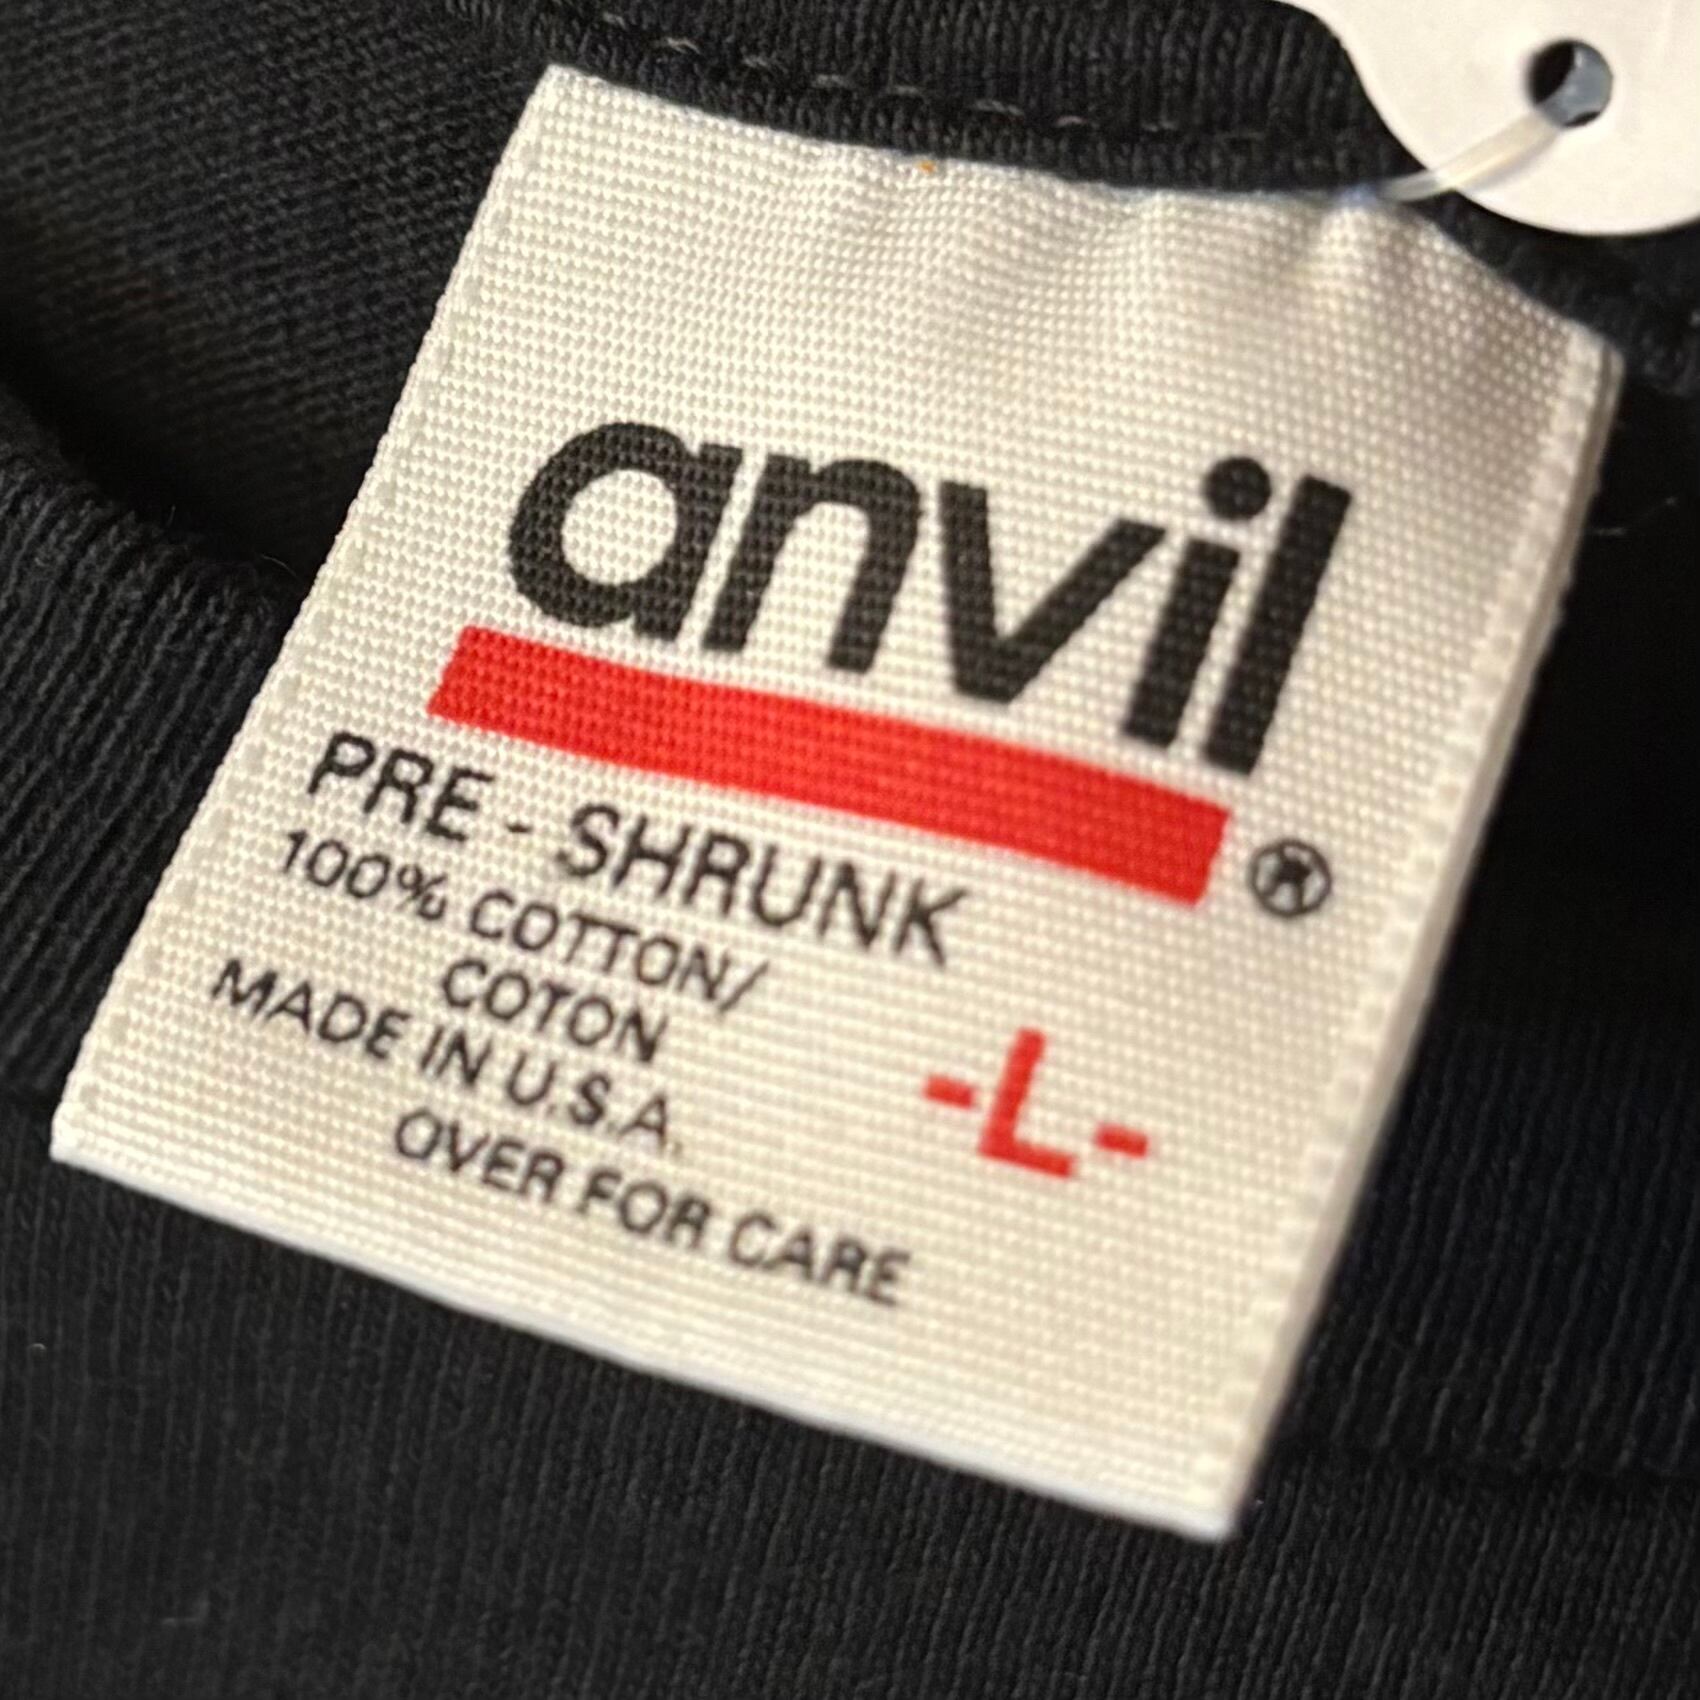 anvil
®
PRE - SHRUNK
100% COTTON/
COTON
MADE IN U.S.A.
-L-
OVER FOR CARE